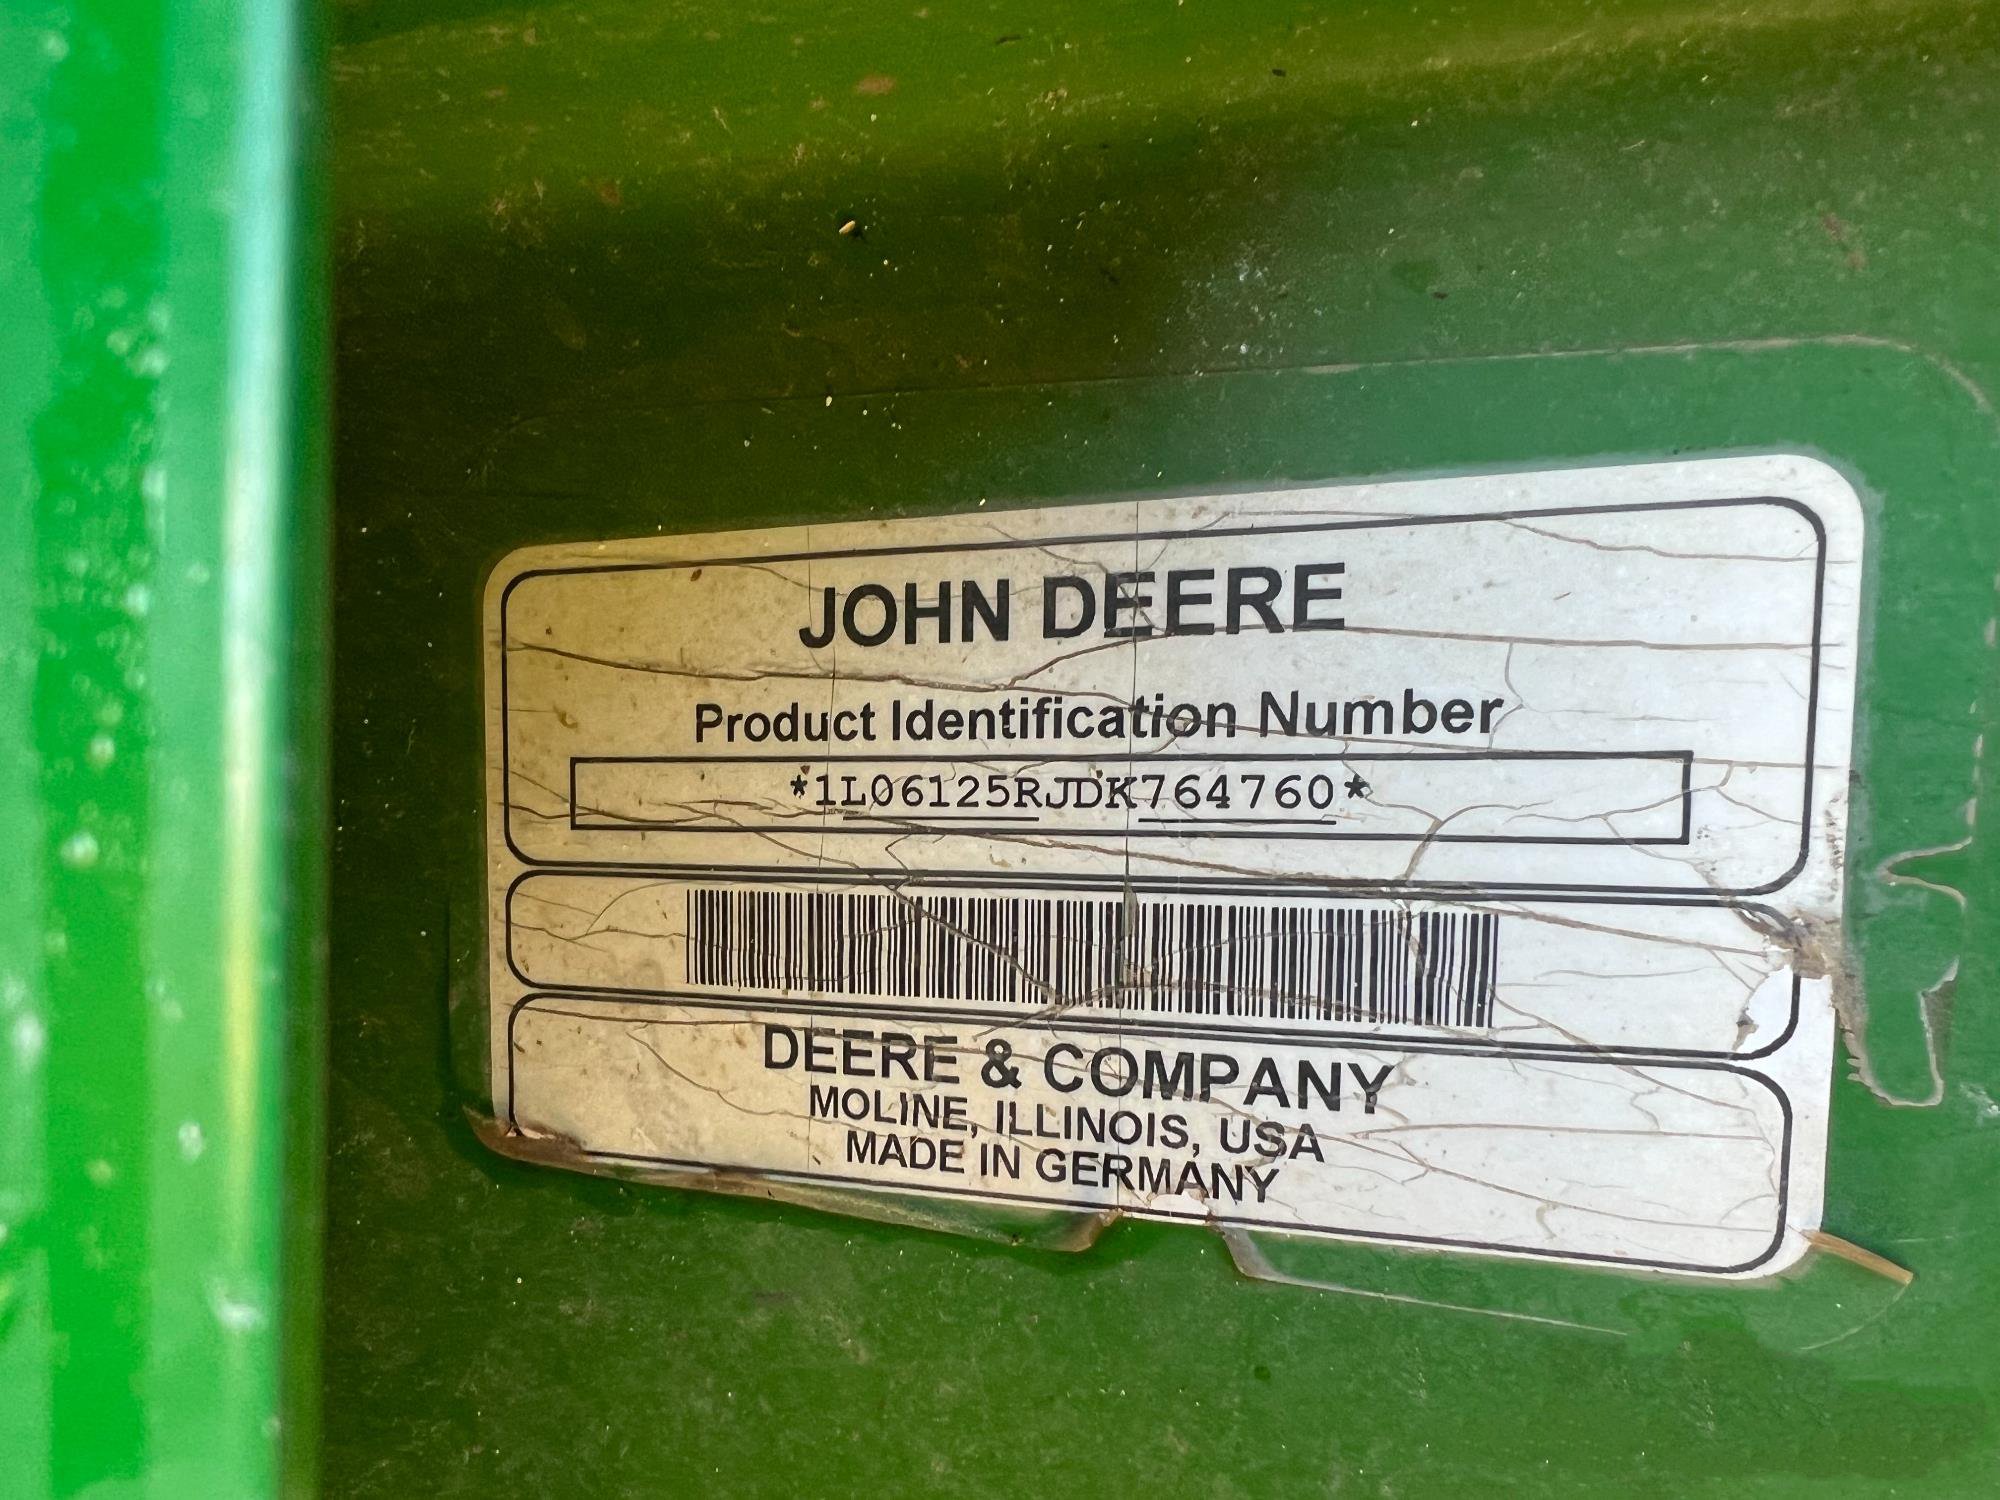 JOHN DEERE
Product Identification Number
*1L06125RJDK764760*
DEERE & COMPANY
MOLINE, ILLINOIS, USA
MADE IN GERMANY